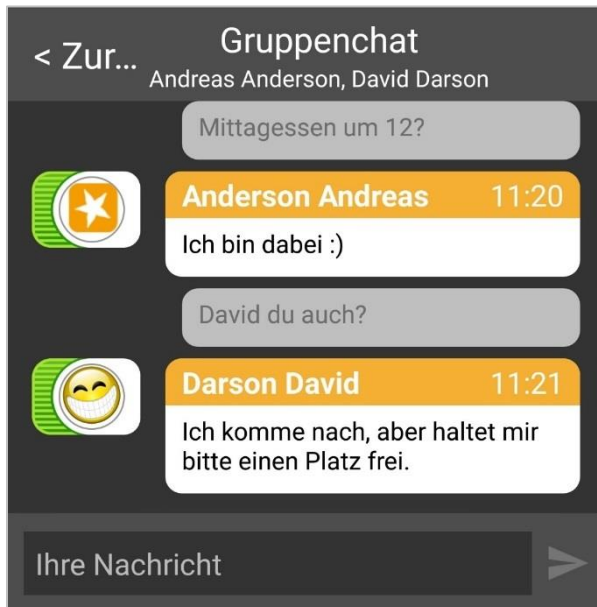 < Zur... Gruppenchat
Andreas Anderson, David Darson
Mittagessen um 12?
Anderson Andreas 11:20
Ich bin dabei :)
David du auch?
Darson David 11:21
Ich komme nach, aber haltet mir
bitte einen Platz frei.
Ihre Nachricht